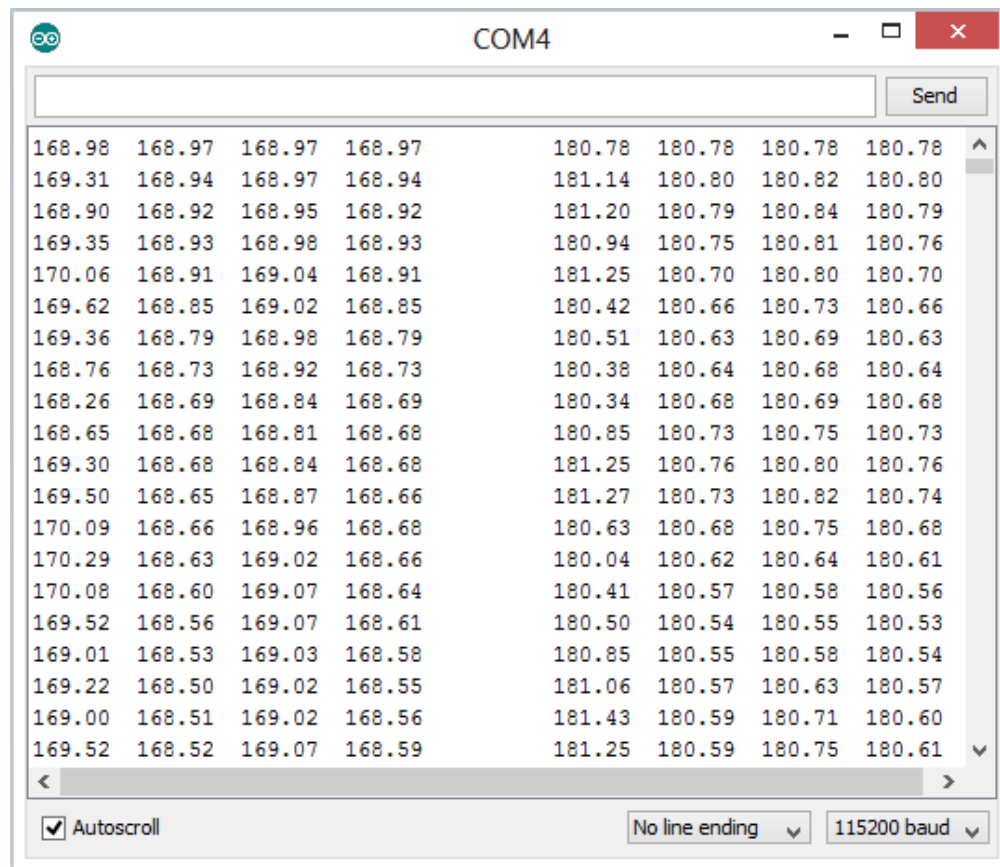 COM4
Send
168.98 168.97 168.97 168.97 180.78 180.78 180.78 180.78
169.31 168.94 168.97 168.94 181.14 180.80 180.82 180.80
168.90 168.92 168.95 168.92 181.20 180.79 180.84 180.79
169.35 168.93 168.98 168.93 180.94 180.75 180.81 180.76
170.06 168.91 169.04 168.91 181.25 180.70 180.80 180.70
169.62 168.85 169.02 168.85 180.42 180.66 180.73 180.66
169.36 168.79 168.98 168.79 180.51 180.63 180.69 180.63
168.76 168.73 168.92 168.73 180.38 180.64 180.68 180.64
168.26 168.69 168.84 168.69 180.34 180.68 180.69 180.68
168.65 168.68 168.81 168.68 180.85 180.73 180.75 180.73
169.30 168.68 168.84 168.68 181.25 180.76 180.80 180.76
169.50 168.65 168.87 168.66 181.27 180.73 180.82 180.74
170.09 168.66 168.96 168.68 180.63 180.68 180.75 180.68
170.29 168.63 169.02 168.66 180.04 180.62 180.64 180.61
170.08 168.60 169.07 168.64 180.41 180.57 180.58 180.56
169.52 168.56 169.07 168.61 180.50 180.54 180.55 180.53
169.01 168.53 169.03 168.58 180.85 180.55 180.58 180.54
169.22 168.50 169.02 168.55 181.06 180.57 180.63 180.57
169.00 168.51 169.02 168.56 181.43 180.59 180.71 180.60
169.52 168.52 169.07 168.59 181.25 180.59 180.75 180.61
Autoscroll No line ending 115200 baud